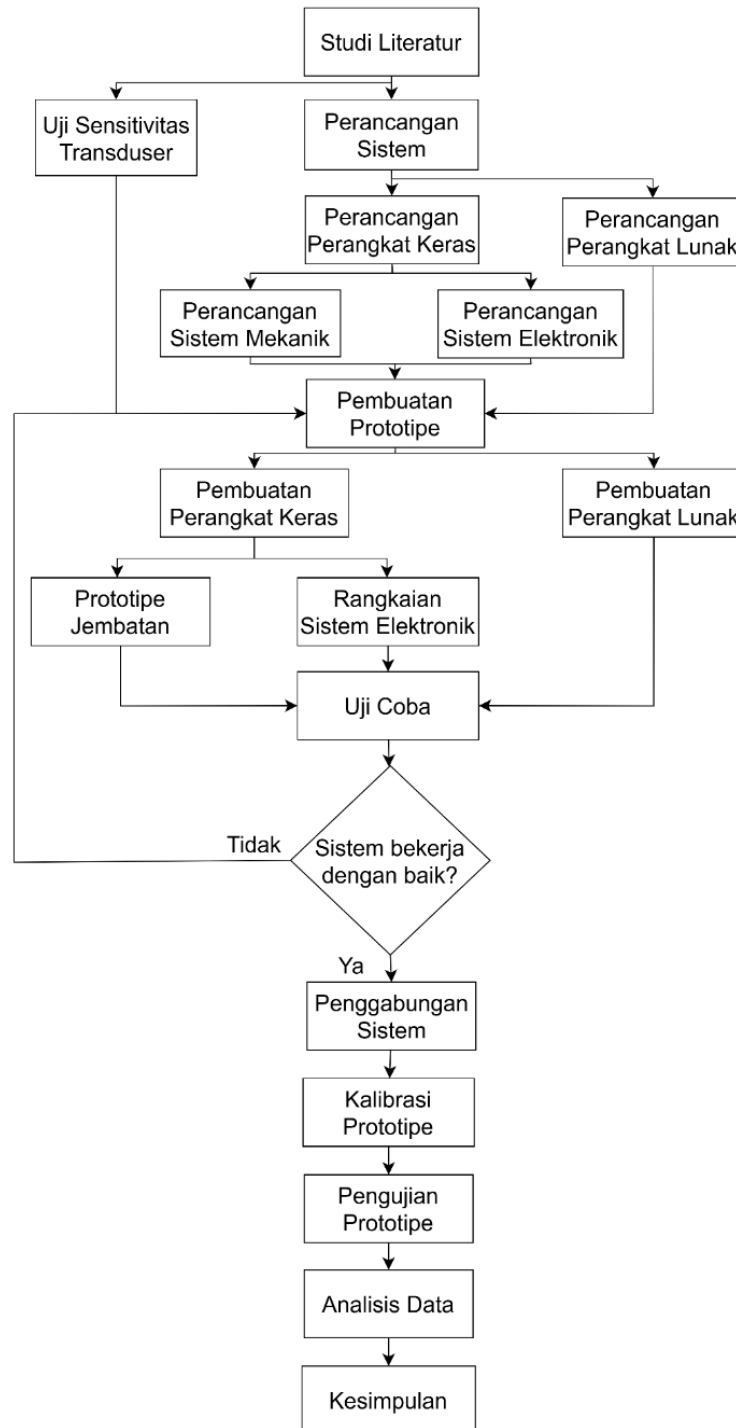 Studi Literatur
Uji Sensitivitas
Transduser
Perancangan
Sistem
Perancangan
Perangkat Keras
Perancangan
Perangkat Lunak
Perancangan
Sistem Mekanik
Perancangan
Sistem Elektronik
Pembuatan
Prototipe
Pembuatan
Perangkat Keras
Pembuatan
Perangkat Lunak
Prototipe
Jembatan
Rangkaian
Sistem Elektronik
Uji Coba
Tidak
Sistem bekerja
dengan baik?
Ya
Penggabungan
Sistem
Kalibrasi
Prototipe
Pengujian
Prototipe
Analisis Data
Kesimpulan